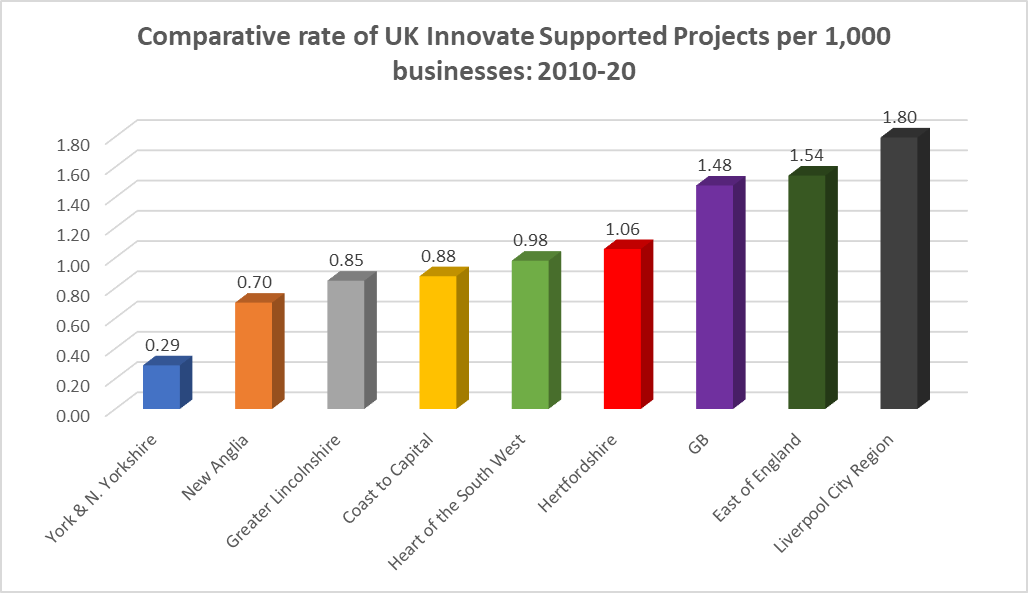 Comparative rate of UK Innovate Supported Projects per 1,000
businesses: 2010-20
1.80
1.60
1.40
1.20
1.00
0.80
0.60
0.40
0.20
0.00
0.29
0.70
0.85
0.88
0.98
1.06
1.48
1.54
1.80
York & N. Yorkshire
New Anglia
Greater Lincolnshire
Coast to Capital
Heart of the South West
Hertfordshire
GB
East of England
Liverpool City Region